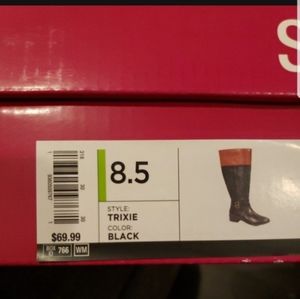 S
8.5
STYLE:
TRIXIE
COLOR:
BLACK
$69.99
766 WM